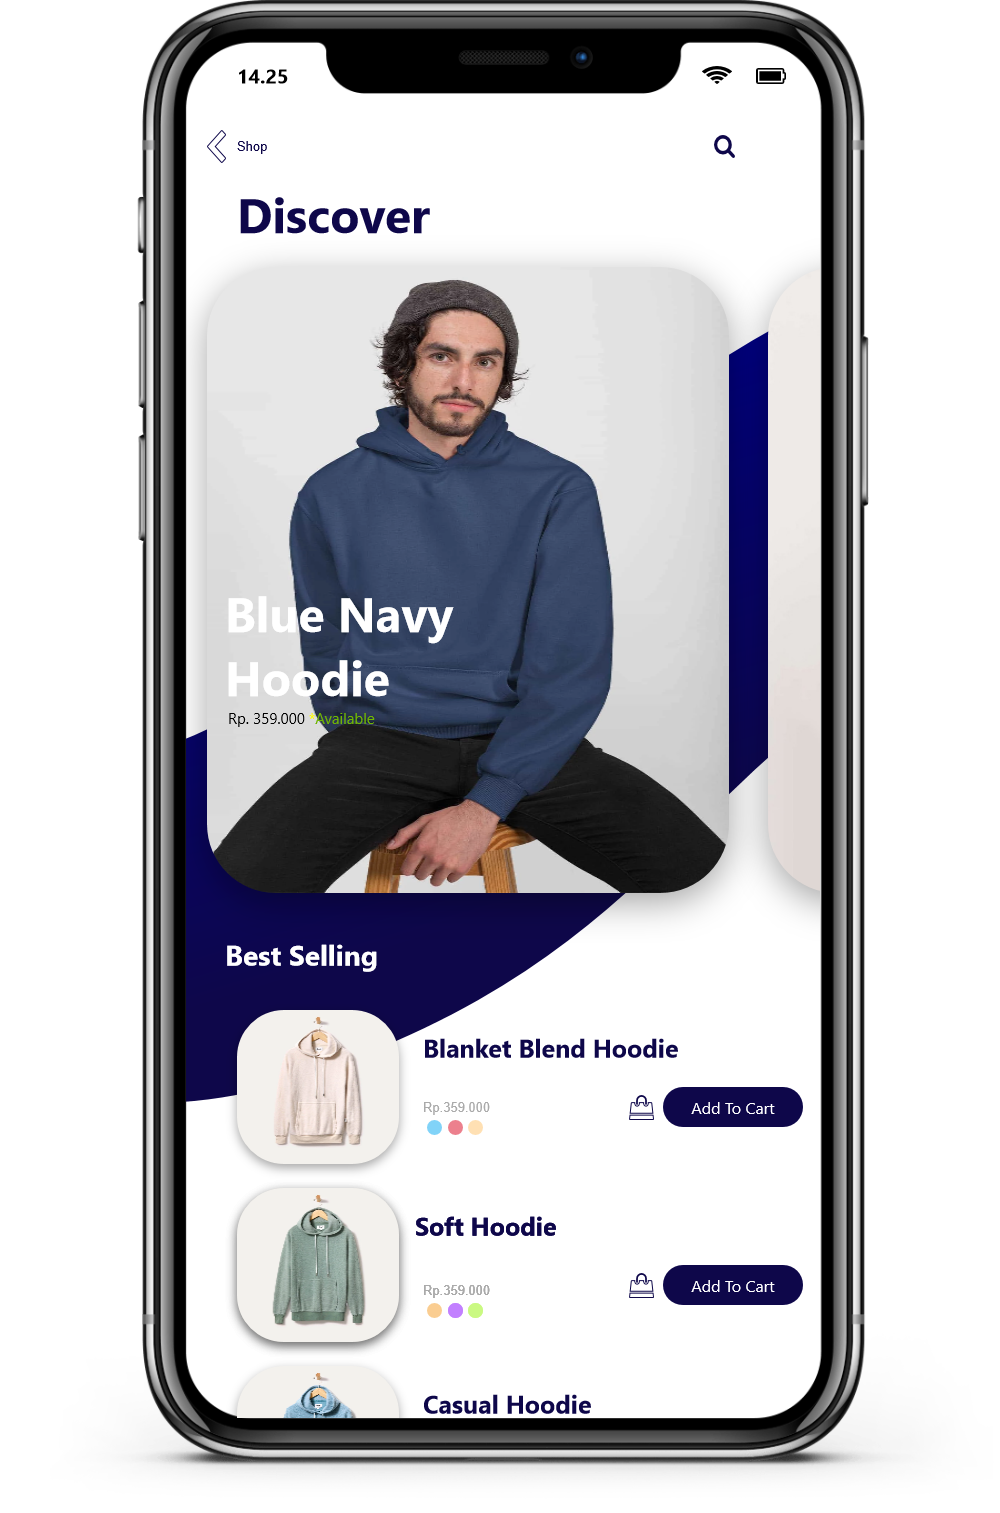 14.25
Shop
Discover
Blue Navy
Hoodie
Rp. 359.000 *Available
Best Selling
Blanket Blend Hoodie
Rp.359.000
Add To Cart
Soft Hoodie
Rp.359.000
Add To Cart
Casual Hoodie